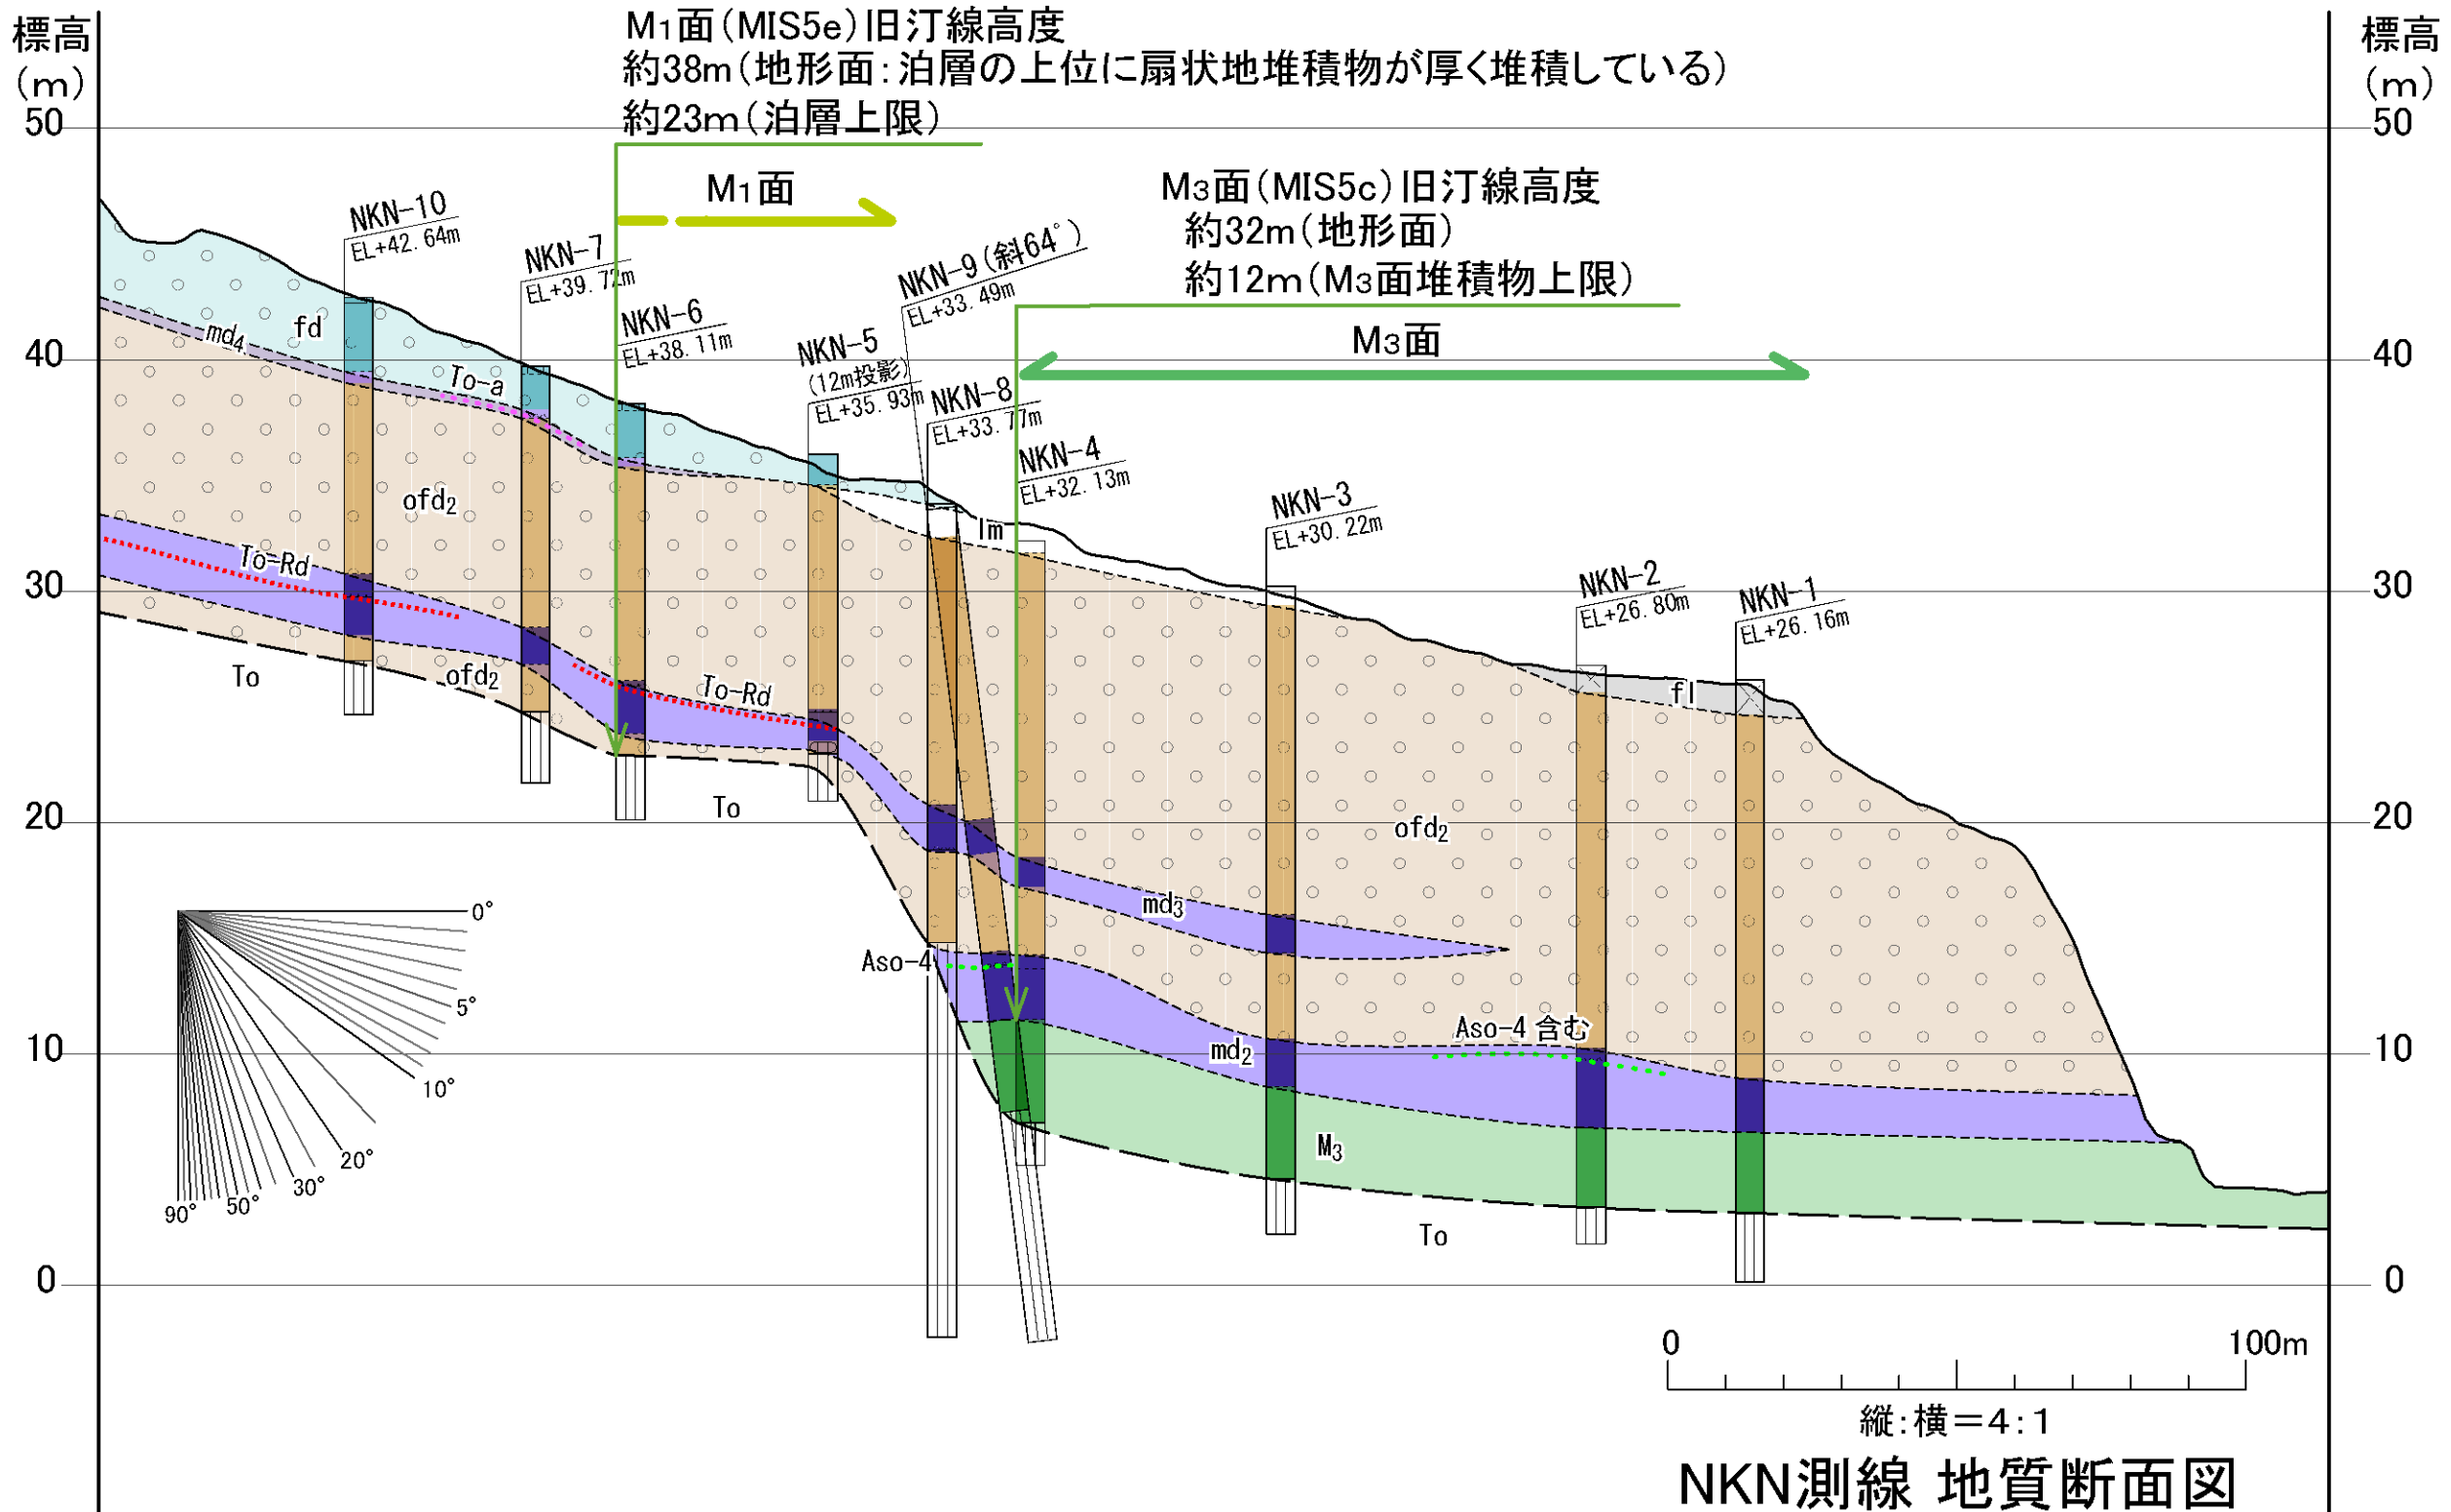 標高
(m)
標高
(m)
M1面(MIS5e)旧汀線高度
約38m(地形面:泊層の上位に扇状地堆積物が厚く堆積している)
約23m(泊層上限)
50
50
M1面
M3面(MIS5c)旧汀線高度
約32m(地形面)
約12m(M3面堆積物上限)
M3面
NKN-10
EL+42.64m
NKN-7
EL+39.72m
NKN-6
EL+38.11m
NKN-5
(12m投影)
EL+35.93m
NKN-9(斜64°)
EL+33.49m
NKN-8
EL+33.77m
NKN-4
EL+32.13m
NKN-3
EL+30.22m
NKN-2
EL+26.80m
NKN-1
EL+26.16m
40
40
md4
fd
To-a
ofd2
lm
To-Rd
30
30
To
ofd2
To-Rd
fl
To
20
20
ofd2
md3
Aso-4
Aso-4 含む
md2
10
10
M3
To
0
0
0°
5°
10°
20°
30°
50°
90°
0
100m
縦:横=4:1
NKN測線 地質断面図